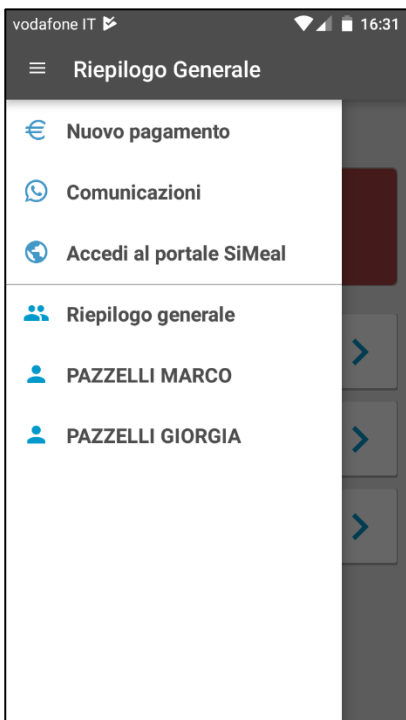 vodafone IT 16:31
Riepilogo Generale
Nuovo pagamento
Comunicazioni
Accedi al portale SiMeal
Riepilogo generale
PAZZELLI MARCO
PAZZELLI GIORGIA